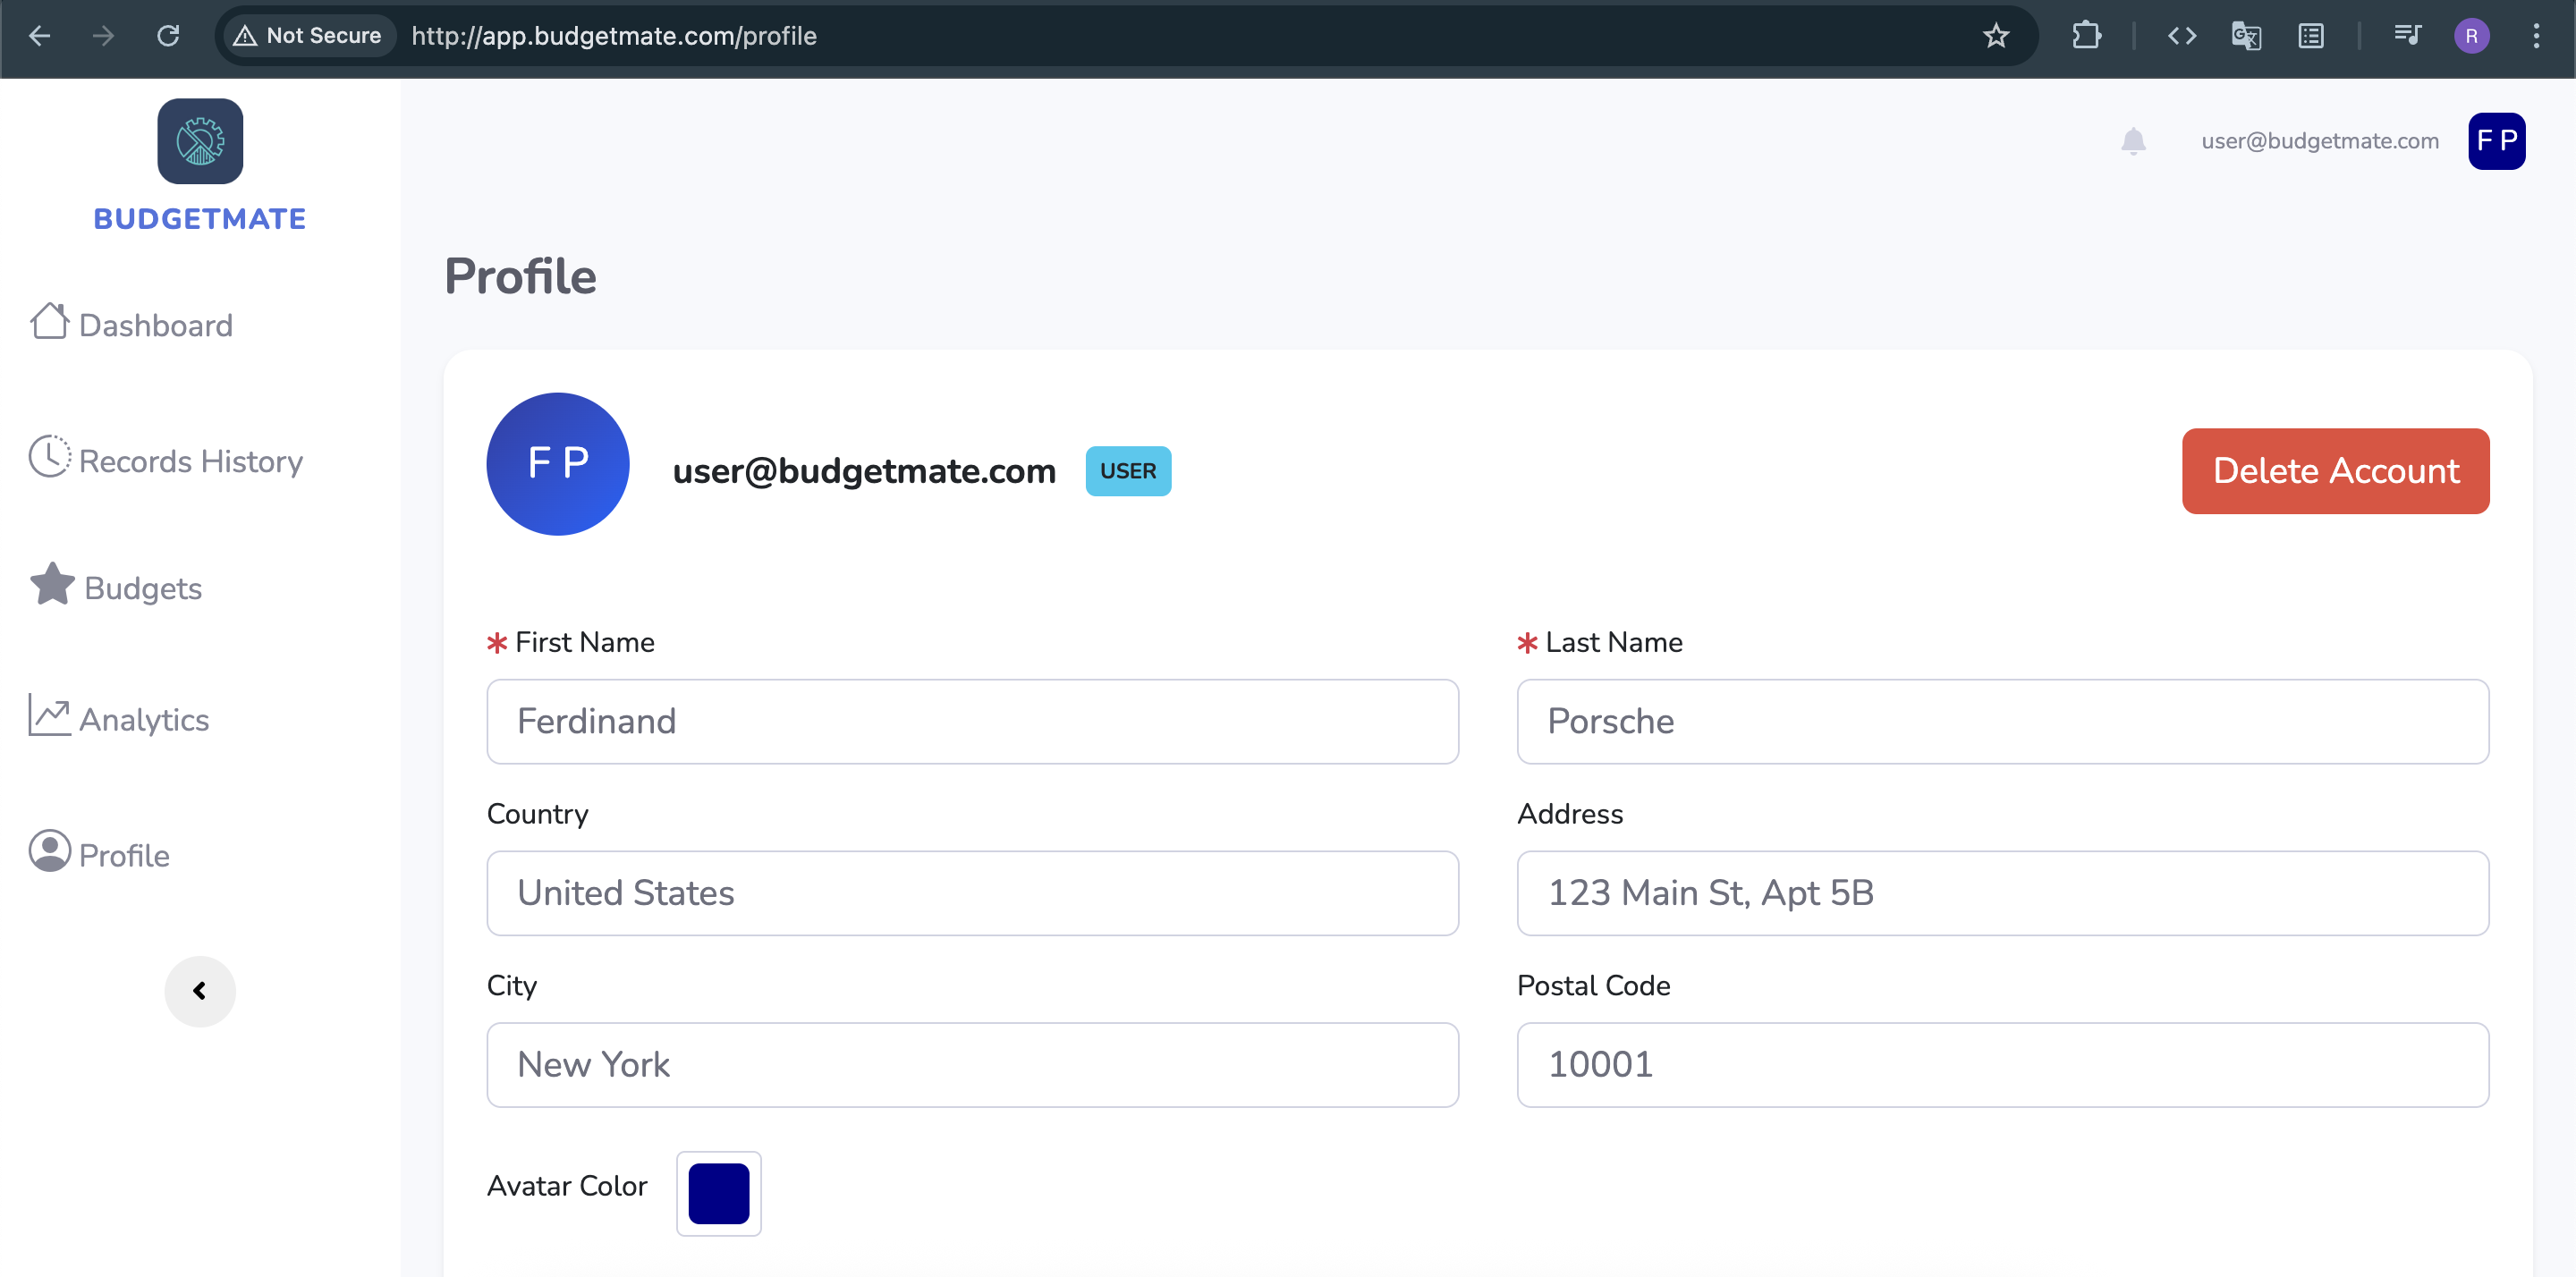 Not Secure http://app.budgetmate.com/profile R
user@budgetmate.com F P
BUDGETMATE
Dashboard
Records History
Budgets
Analytics
Profile
Profile
F P user@budgetmate.com USER Delete Account
* First Name * Last Name
Ferdinand Porsche
Country Address
United States 123 Main St, Apt 5B
City Postal Code
New York 10001
Avatar Color